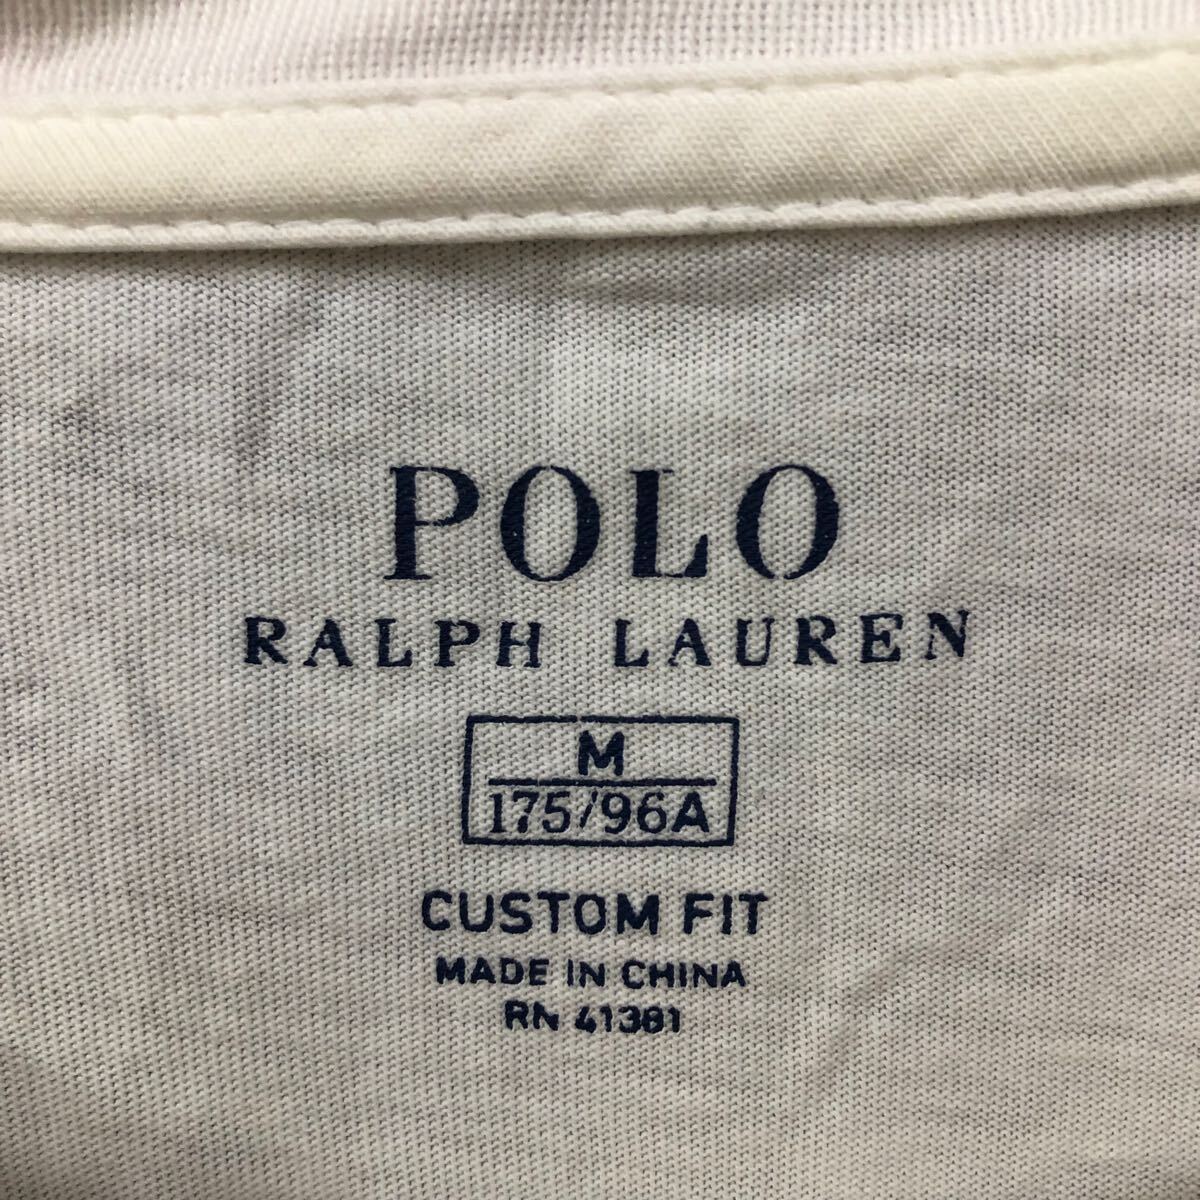 POLO
RALPH LAUREN
M
175/96A
CUSTOM FIT
MADE IN CHINA
RN 41381